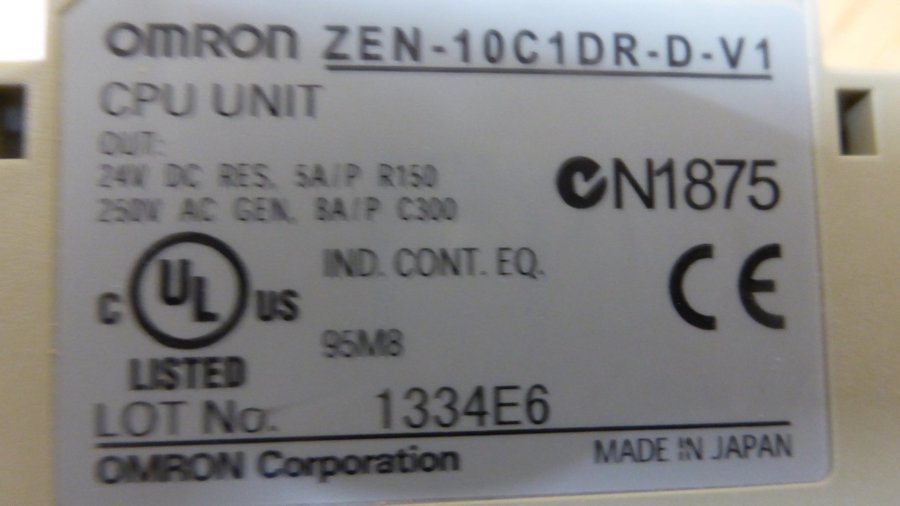 OMRON ZEN-10C1DR-D-V1
CPU UNIT
OUT:
24V DC RES. 5A/P R150
250V AC GEN. 8A/P C300
N1875
C UL US
LISTED
IND. CONT. EQ.
95M8
CE
LOT No. 1334E6
OMRON Corporation
MADE IN JAPAN